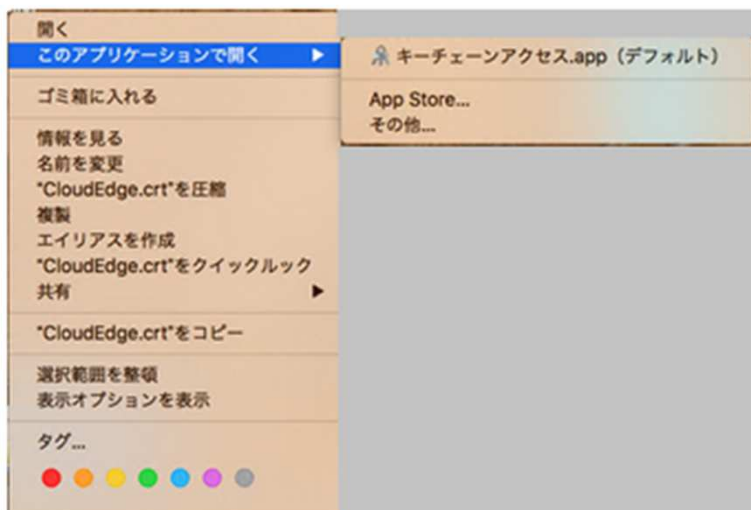 開く
このアプリケーションで開く
キーチェーンアクセス.app（デフォルト）
App Store...
その他...
ゴミ箱に入れる
情報を見る
名前を変更
"CloudEdge.crt"を圧縮
複製
エイリアスを作成
"CloudEdge.crt"をクイックルック
共有
"CloudEdge.crt"をコピー
選択範囲を整頓
表示オプションを表示
タグ...